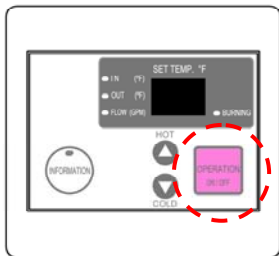 SET TEMP. °F
IN (°F)
OUT (°F)
FLOW (GPM)
BURNING
HOT
INFORMATION
OPERATION
ON / OFF
COLD